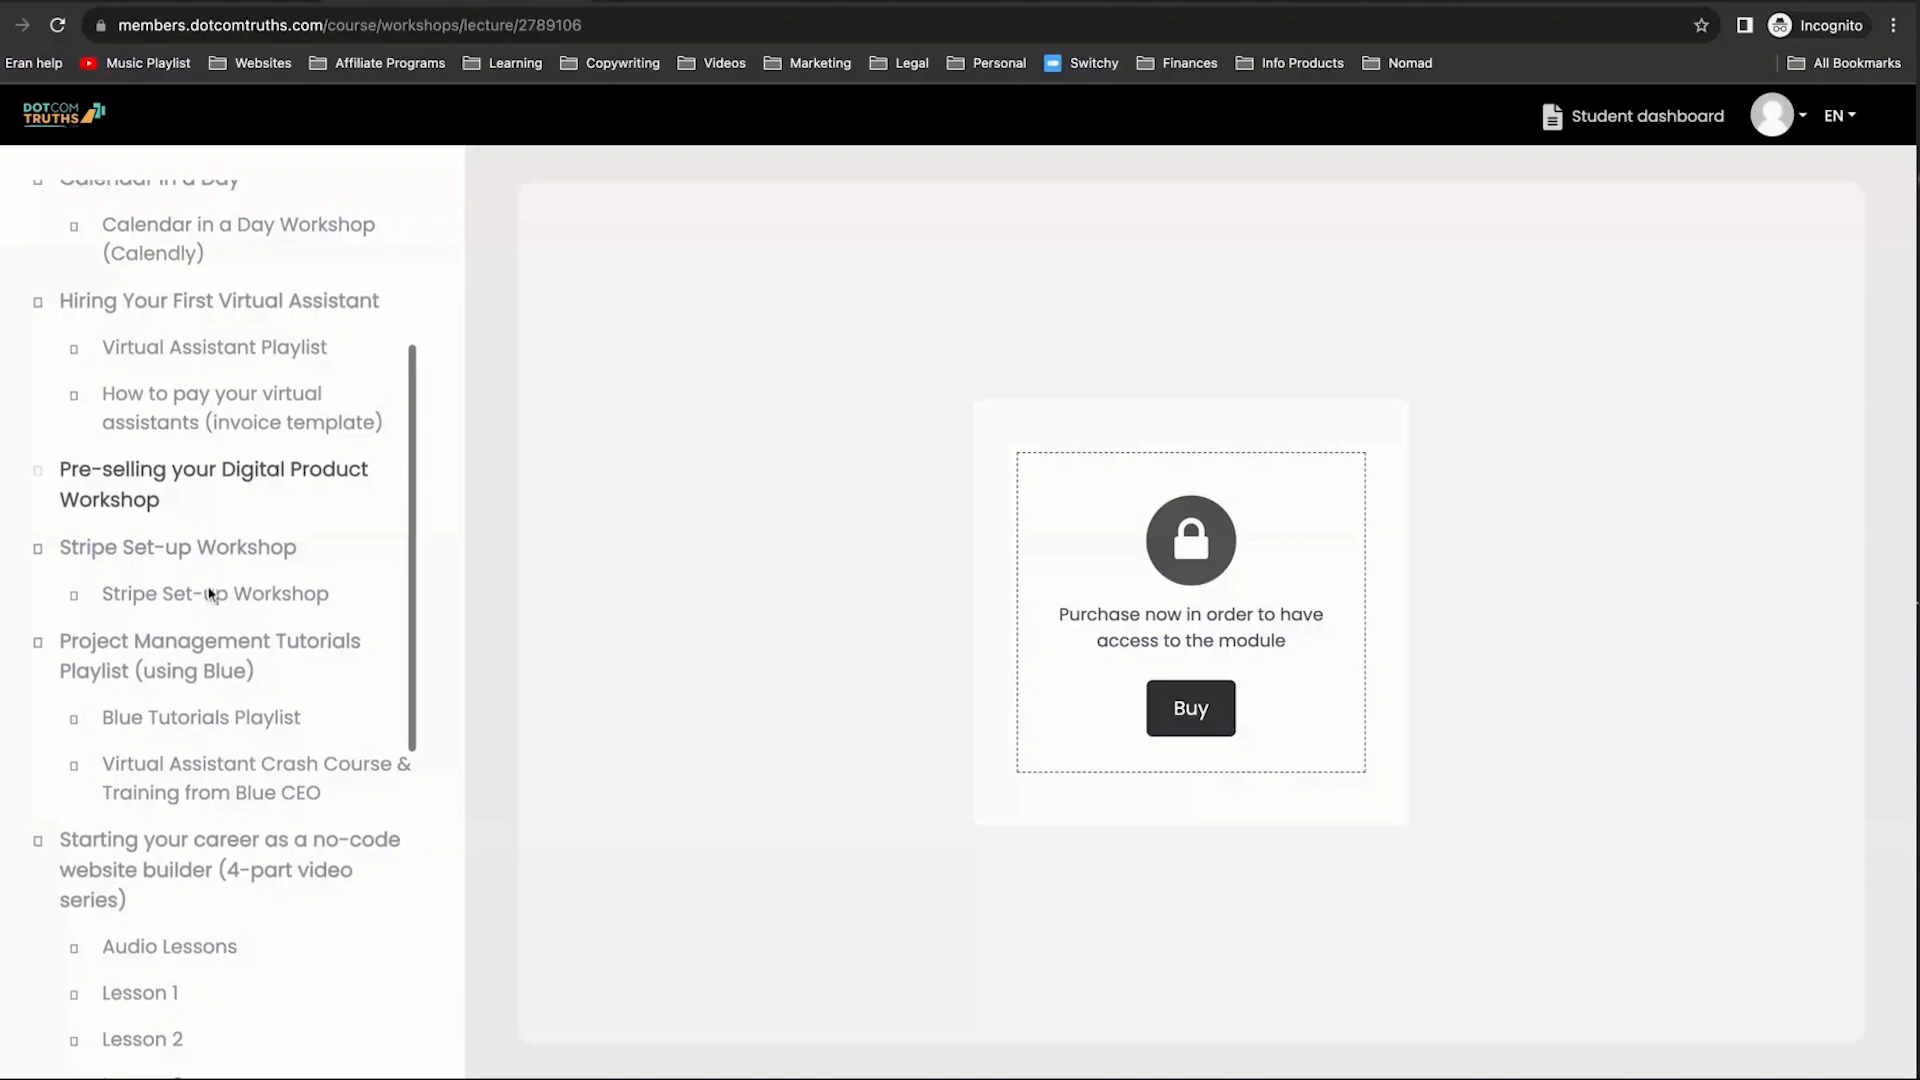 members.dotcomtruths.com/course/workshops/lecture/2789106
Incognito
Eran help
Music Playlist
Websites
Affiliate Programs
Learning
Copywriting
Videos
Marketing
Legal
Personal
Switchy
Finances
Info Products
Nomad
All Bookmarks
DOTCOM
TRUTHS
Student dashboard
EN
Calendar in a Day
Calendar in a Day Workshop
(Calendly)
Hiring Your First Virtual Assistant
Virtual Assistant Playlist
How to pay your virtual
assistants (invoice template)
Pre-selling your Digital Product
Workshop
Stripe Set-up Workshop
Stripe Set-up Workshop
Project Management Tutorials
Playlist (using Blue)
Blue Tutorials Playlist
Virtual Assistant Crash Course &
Training from Blue CEO
Starting your career as a no-code
website builder (4-part video
series)
Audio Lessons
Lesson 1
Lesson 2
Purchase now in order to have
access to the module
Buy